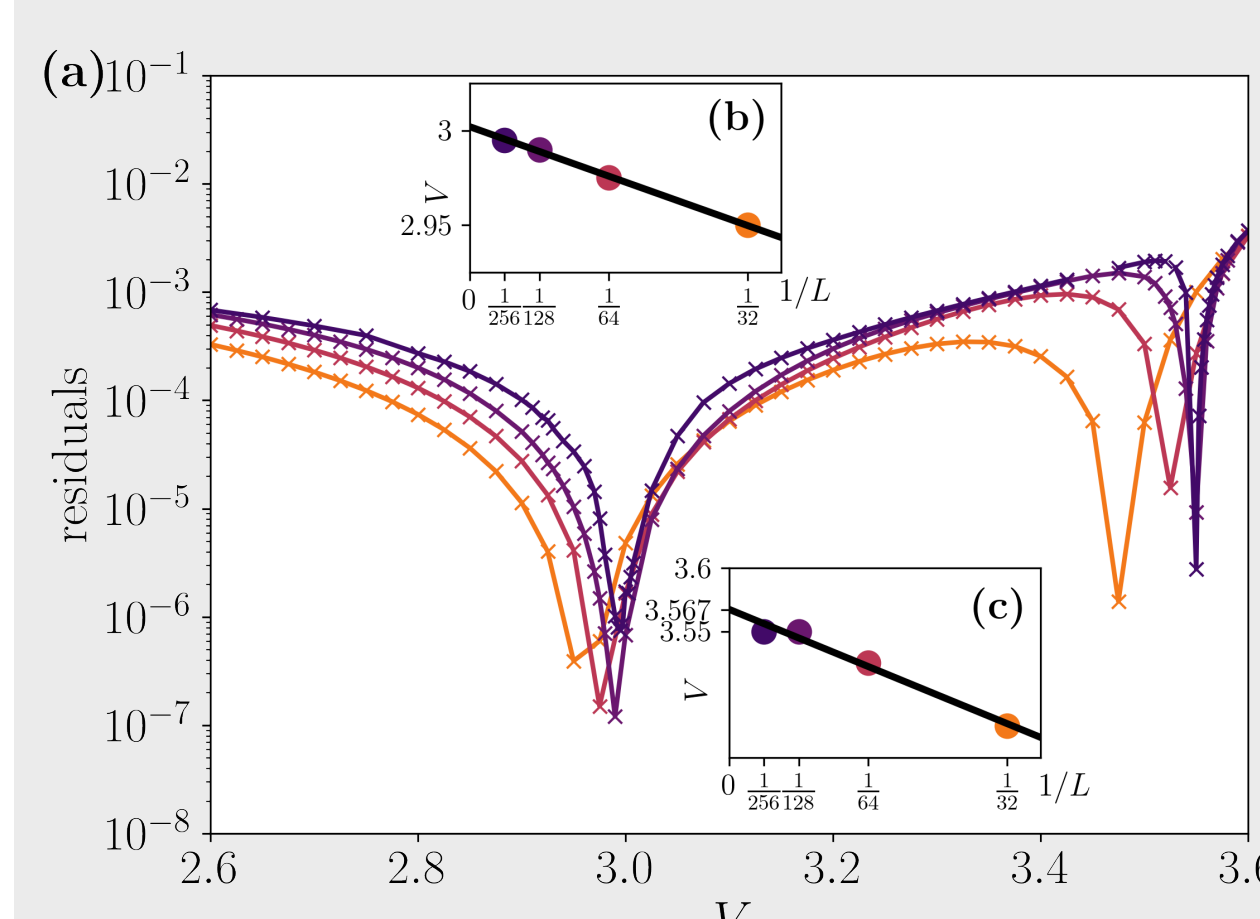 (a)
10^{-1}
10^{-2}
10^{-3}
10^{-4}
10^{-5}
10^{-6}
10^{-7}
10^{-8}
residuals
2.6 2.8 3.0 3.2 3.4
V
(b)
3
2.95
V
0 1/256 1/128 1/64 1/32 1/L
(c)
3.6
3.567
3.55
V
0 1/256 1/128 1/64 1/32 1/L